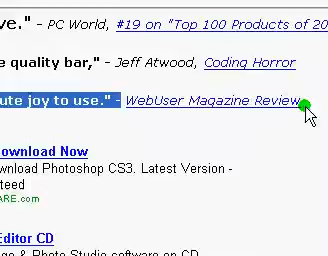 ve." - PC World, #19 on "Top 100 Products of 20
e quality bar," - Jeff Atwood, Coding Horror
ute joy to use." - WebUser Magazine Review
ownload Now
wnload Photoshop CS3. Latest Version -
teed
ARE.com
Editor CD
ge & Photo Studio software on CD